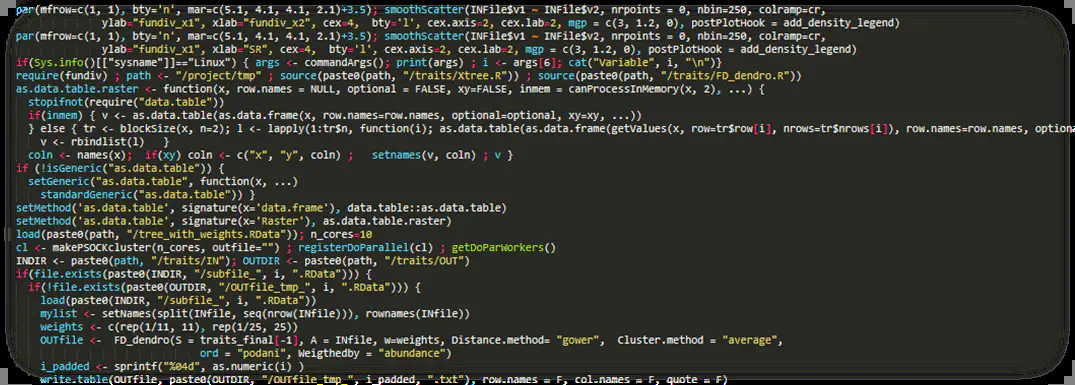 par(mfrow=c(1, 1), bty='n', mar=c(5.1, 4.1, 4.1, 2.1)+3.5); smoothScatter(INFile$v1 ~ INFile$v2, nrpoints = 0, nbin=250, colramp=cr,
ylab="fundiv_x1", xlab="fundiv_x2", cex=4,  bty='l', cex.axis=2, cex.lab=2, mgp = c(3, 1.2, 0), postPlotHook = add_density_legend)
par(mfrow=c(1, 1), bty='n', mar=c(5.1, 4.1, 4.1, 2.1)+3.5); smoothScatter(INFile$v1 ~ INFile$v2, nrpoints = 0, nbin=250, colramp=cr,
ylab="fundiv_x1", xlab="SR", cex=4,  bty='l', cex.axis=2, cex.lab=2, mgp = c(3, 1.2, 0), postPlotHook = add_density_legend)
if(Sys.info()[["sysname"]]=="Linux") { args <- commandArgs(); print(args) ; i <- args[6]; cat("Variable", i, "\n")}
require(fundiv) ; path <- "/project/tmp" ; source(paste0(path, "/traits/Xtree.R")) ; source(paste0(path, "/traits/FD_dendro.R"))
as.data.table.raster <- function(x, row.names = NULL, optional = FALSE, xy=FALSE, inmem = canProcessInMemory(x, 2), ...) {
stopifnot(require("data.table"))
if(inmem) { v <- as.data.table(as.data.frame(x, row.names=row.names, optional=optional, xy=xy, ...))
} else { tr <- blockSize(x, n=2); l <- lapply(1:tr$n, function(i); as.data.table(as.data.frame(getValues(x, row=tr$row[i], nrows=tr$nrows[i]), row.names=row.names, optiona
v <- rbindlist(l)   }
coln <- names(x);  if(xy) coln <- c("x", "y", coln) ;   setnames(v, coln) ; v }
if (!isGeneric("as.data.table")) {
setGeneric("as.data.table", function(x, ...)
standardGeneric("as.data.table")) }
setMethod('as.data.table', signature(x='data.frame'), data.table::as.data.table)
setMethod('as.data.table', signature(x='Raster'), as.data.table.raster)
load(paste0(path, "/tree_with_weights.RData")); n_cores=10
cl <- makePSOCKcluster(n_cores, outfile="") ; registerDoParallel(cl) ; getDoParWorkers()
INDIR <- paste0(path, "/traits/IN"); OUTDIR <- paste0(path, "/traits/OUT")
if(file.exists(paste0(INDIR, "/subfile_", i, ".RData"))) {
if(!file.exists(paste0(OUTDIR, "/OUTfile_tmp_", i, ".RData"))) {
load(paste0(INDIR, "/subfile_", i, ".RData"))
mylist <- setNames(split(INfile, seq(nrow(INfile))), rownames(INfile))
weights <- c(rep(1/11, 11), rep(1/25, 25))
OUTfile <-  FD_dendro(S = traits_final[-1], A = INfile, w=weights, Distance.method= "gower",  Cluster.method = "average",
ord = "podani", Weigthedby = "abundance")
i_padded <- sprintf("%04d", as.numeric(i) )
write.table(OUTfile, paste0(OUTDIR, "/OUTfile_tmp_", i_padded, ".txt"), row.names = F, col.names = F, quote = F)